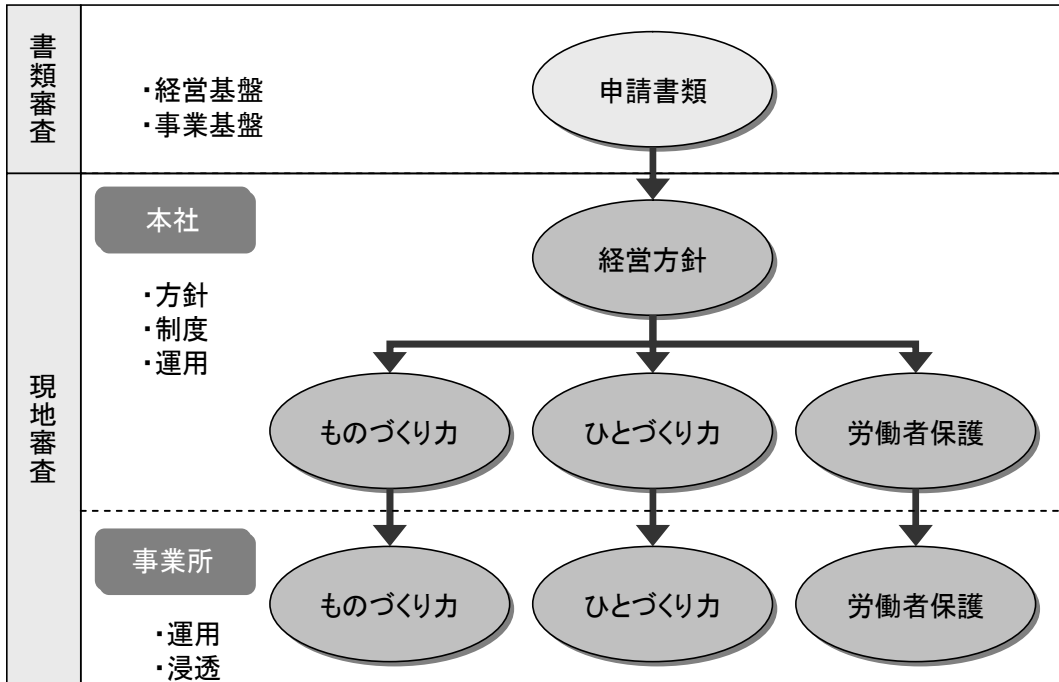 書類審査
・経営基盤
・事業基盤
申請書類
現地審査
本社
・方針
・制度
・運用
経営方針
ものづくり力
ひとづくり力
労働者保護
事業所
・運用
・浸透
ものづくり力
ひとづくり力
労働者保護